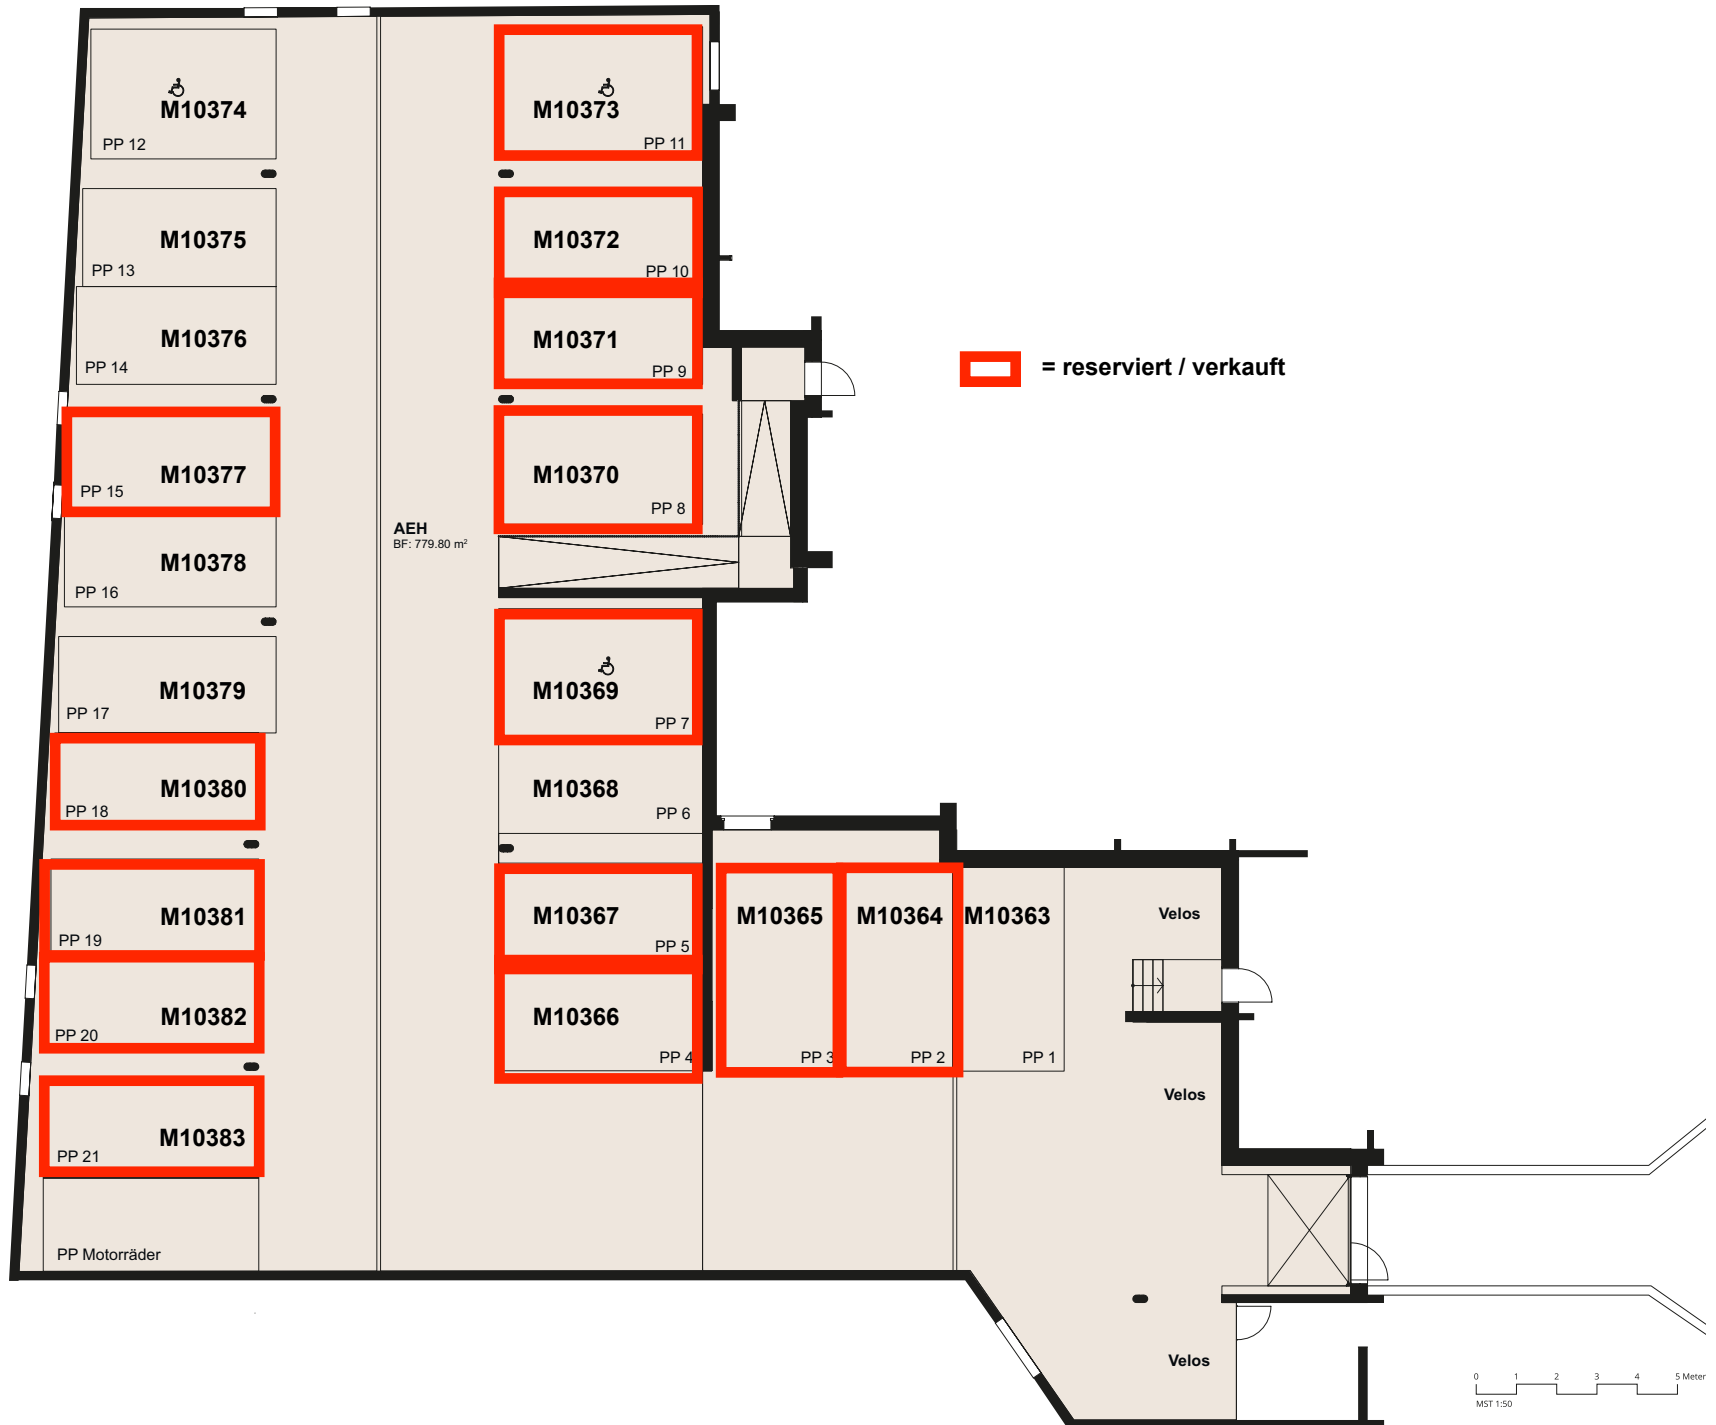 M10374
PP 12
M10373
PP 11
M10375
PP 13
M10372
PP 10
M10376
PP 14
M10371
PP 9
= reserviert / verkauft
M10377
PP 15
M10370
PP 8
AEH
BF: 779.80 m²
M10378
PP 16
M10379
PP 17
M10369
PP 7
M10380
PP 18
M10368
PP 6
M10381
PP 19
M10367
PP 5
M10365
PP 3
M10364
PP 2
M10363
PP 1
Velos
M10382
PP 20
M10366
PP 4
Velos
M10383
PP 21
PP Motorräder
Velos
0 1 2 3 4 5 Meter
MST 1:50